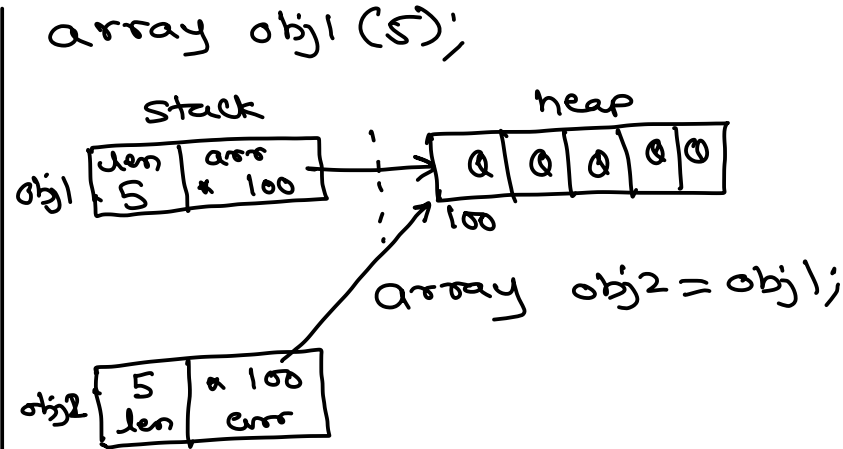 array obj1 (5);
stack
heap
len arr
obj1 5 * 100
0 0 0 0 0
100
array obj2 = obj1;
5 * 100
obj2 len arr